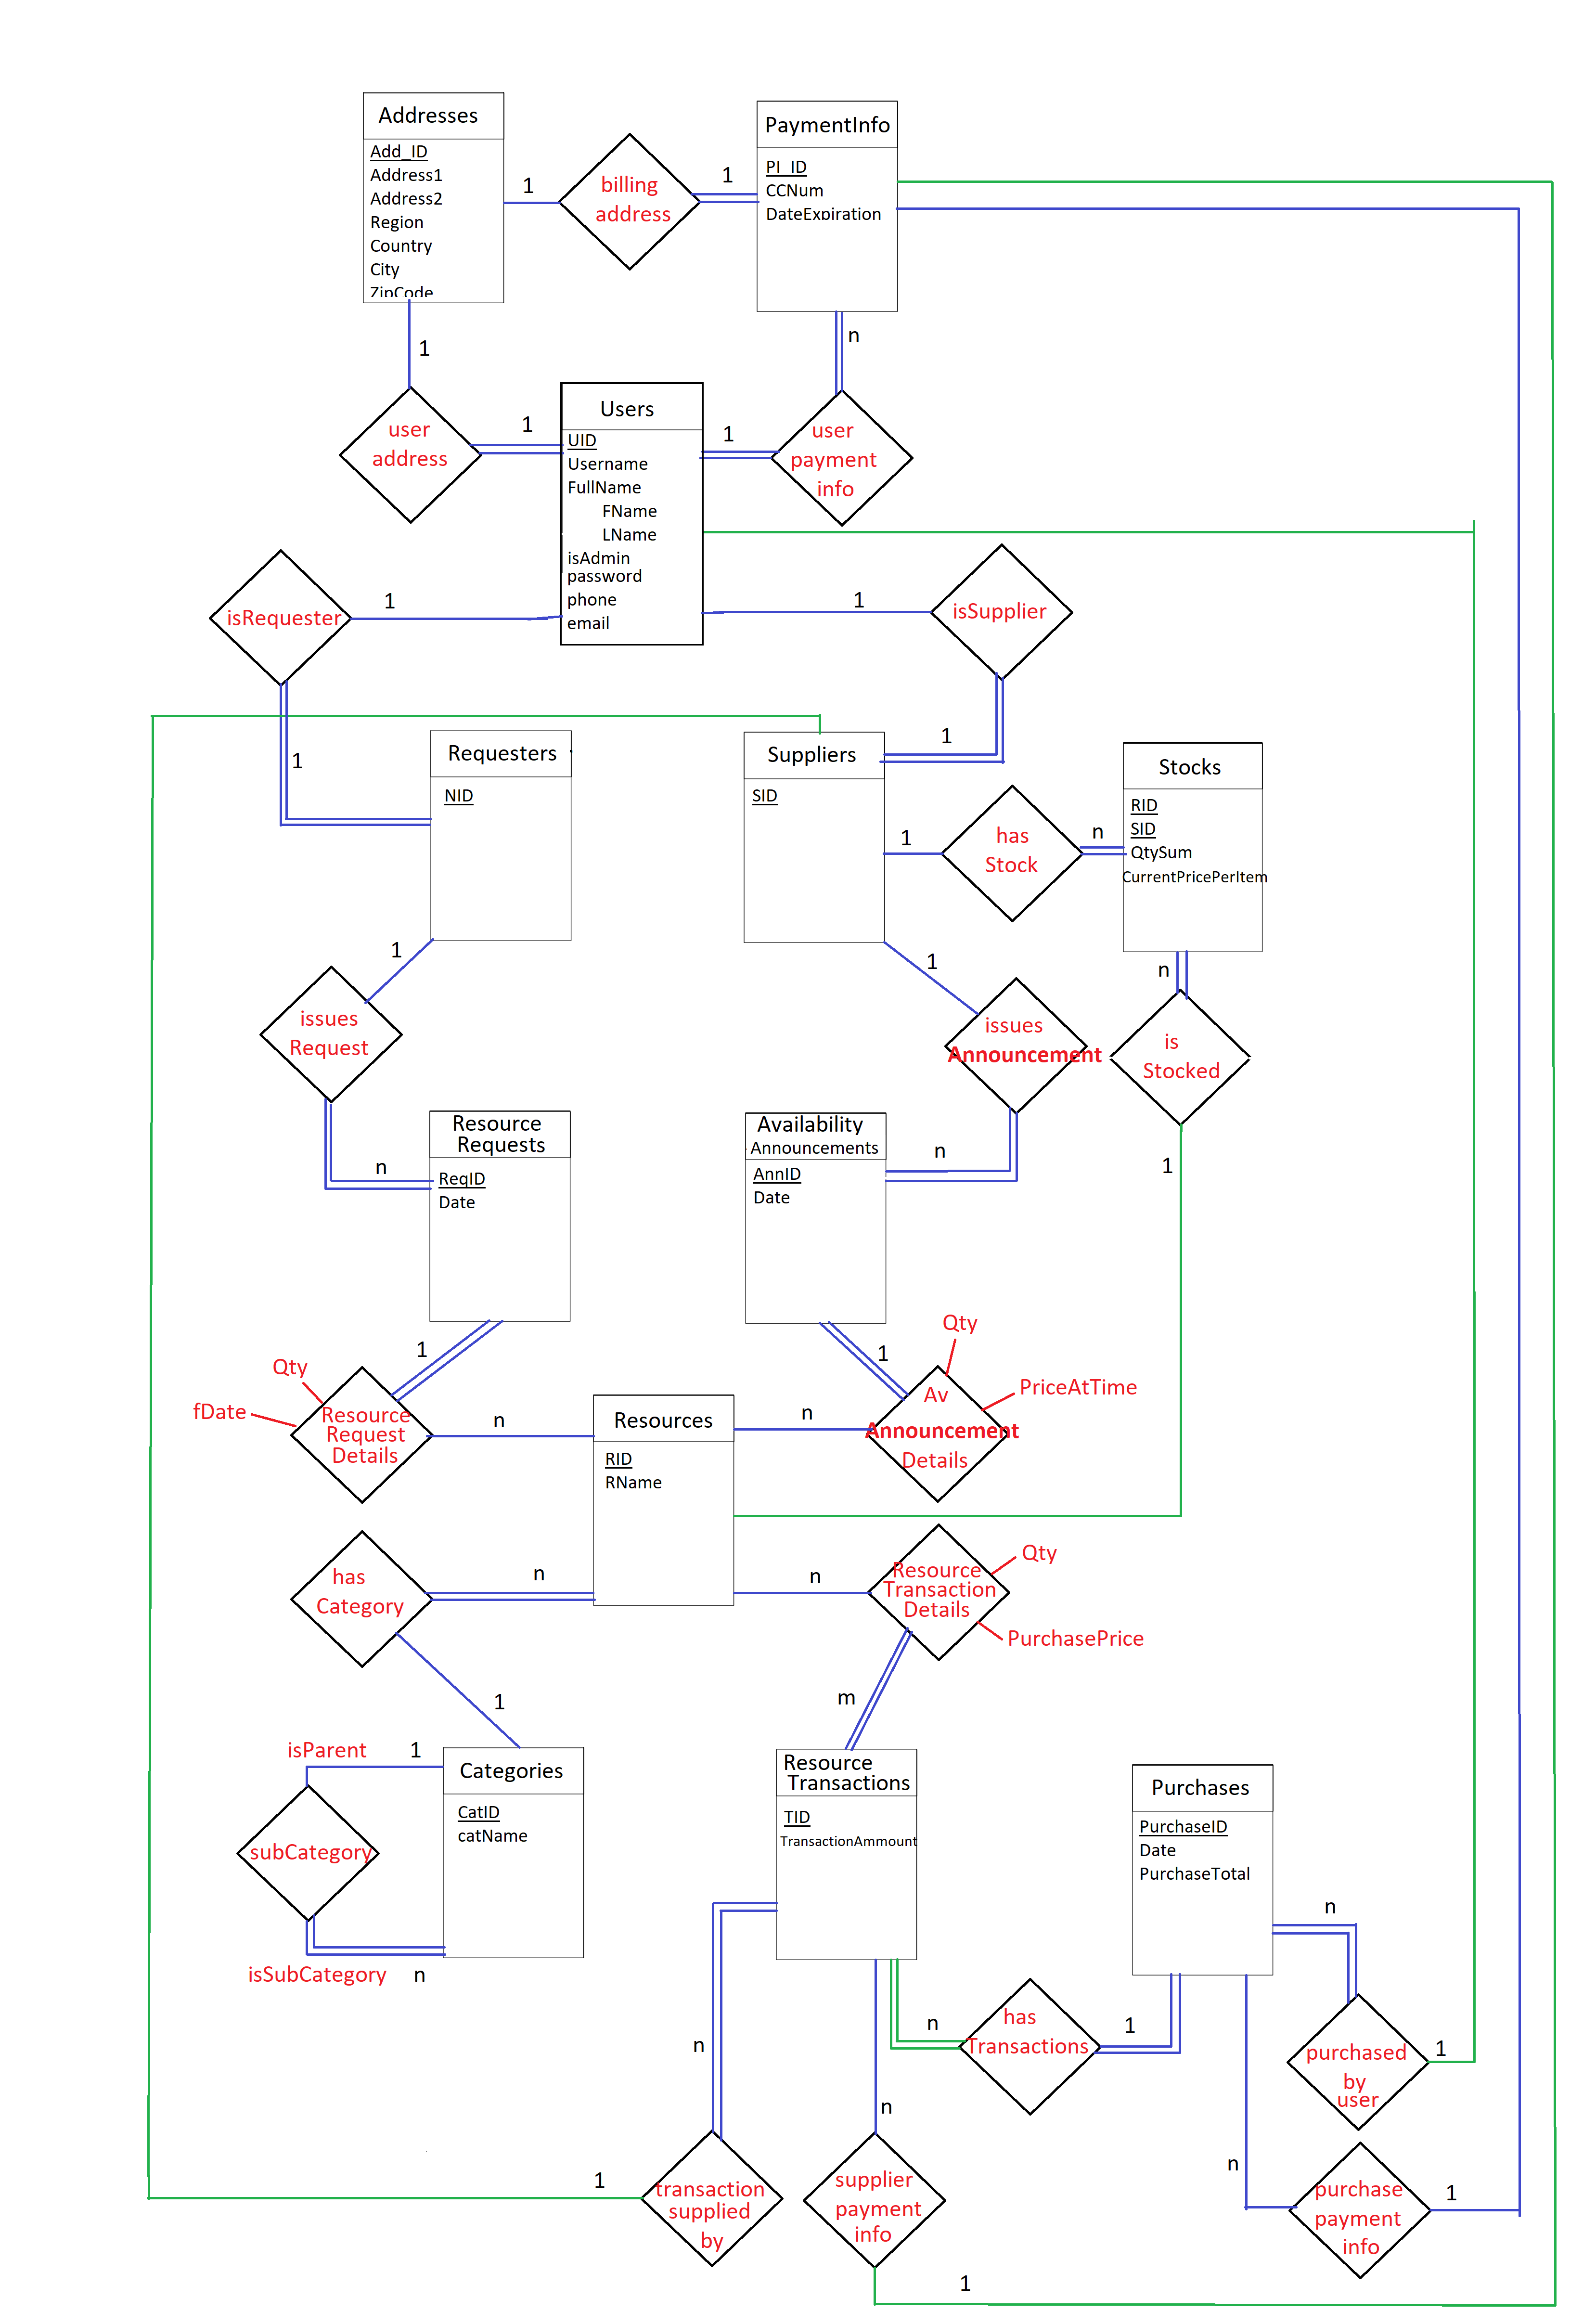 Addresses
Add_ID
Address1
Address2
Region
Country
City
ZipCode
1
billing
address
1
PaymentInfo
PI_ID
CCNum
DateExpiration
1
n
user
address
1
Users
UID
Username
FullName
FName
LName
isAdmin
password
phone
email
1
user
payment
info
isRequester
1
1
isSupplier
1
Requesters
NID
1
Suppliers
SID
1
has
Stock
n
Stocks
RID
SID
QtySum
CurrentPricePerItem
1
issues
Request
1
issues
Announcement
n
is
Stocked
1
n
Resource
Requests
ReqID
Date
Availability
Announcements
AnnID
Date
n
1
1
Qty
fDate
Resource
Request
Details
n
Resources
RID
RName
n
Qty
PriceAtTime
Av
Announcement
Details
has
Category
n
n
Resource
Transaction
Details
Qty
PurchasePrice
1
m
isParent
1
subCategory
isSubCategory
n
Categories
CatID
catName
Resource
Transactions
TID
TransactionAmmount
Purchases
PurchaseID
Date
PurchaseTotal
n
n
n
has
Transactions
1
purchased
by
user
1
n
n
1
transaction
supplied
by
supplier
payment
info
purchase
payment
info
1
1